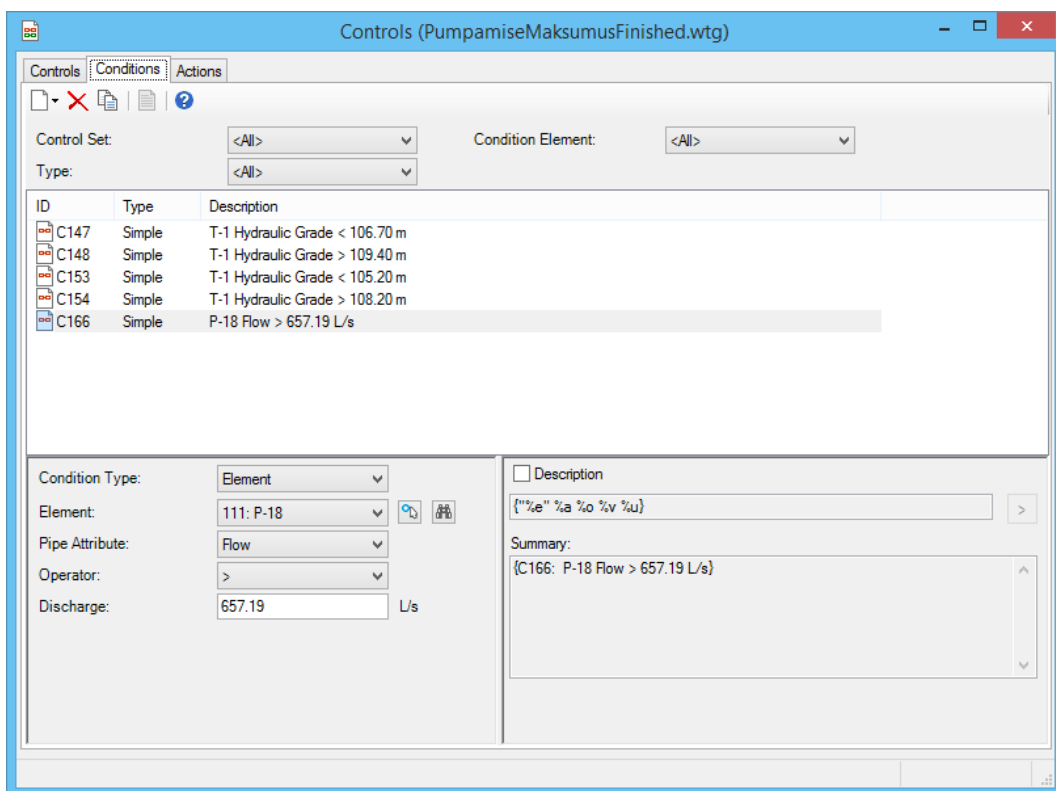 Controls (PumpamiseMaksumusFinished.wtg)
Controls Conditions Actions
Control Set: <All> Condition Element: <All>
Type: <All>
ID Type Description
C147 Simple T-1 Hydraulic Grade < 106.70 m
C148 Simple T-1 Hydraulic Grade > 109.40 m
C153 Simple T-1 Hydraulic Grade < 105.20 m
C154 Simple T-1 Hydraulic Grade > 108.20 m
C166 Simple P-18 Flow > 657.19 L/s
Condition Type: Element
Element: 111: P-18
Pipe Attribute: Flow
Operator: >
Discharge: 657.19 L/s
Description
{"%e" %a %o %v %u} >
Summary:
{C166: P-18 Flow > 657.19 L/s}